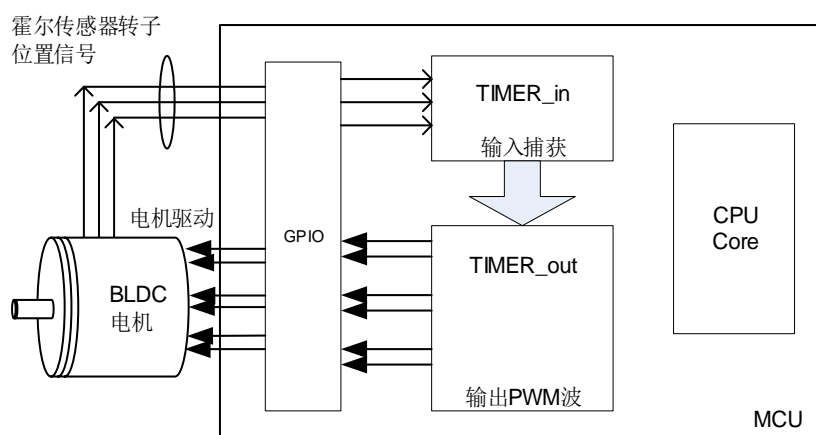 霍尔传感器转子
位置信号
TIMER_in
输入捕获
CPU
Core
电机驱动
GPIO
TIMER_out
BLDC
电机
输出PWM波
MCU